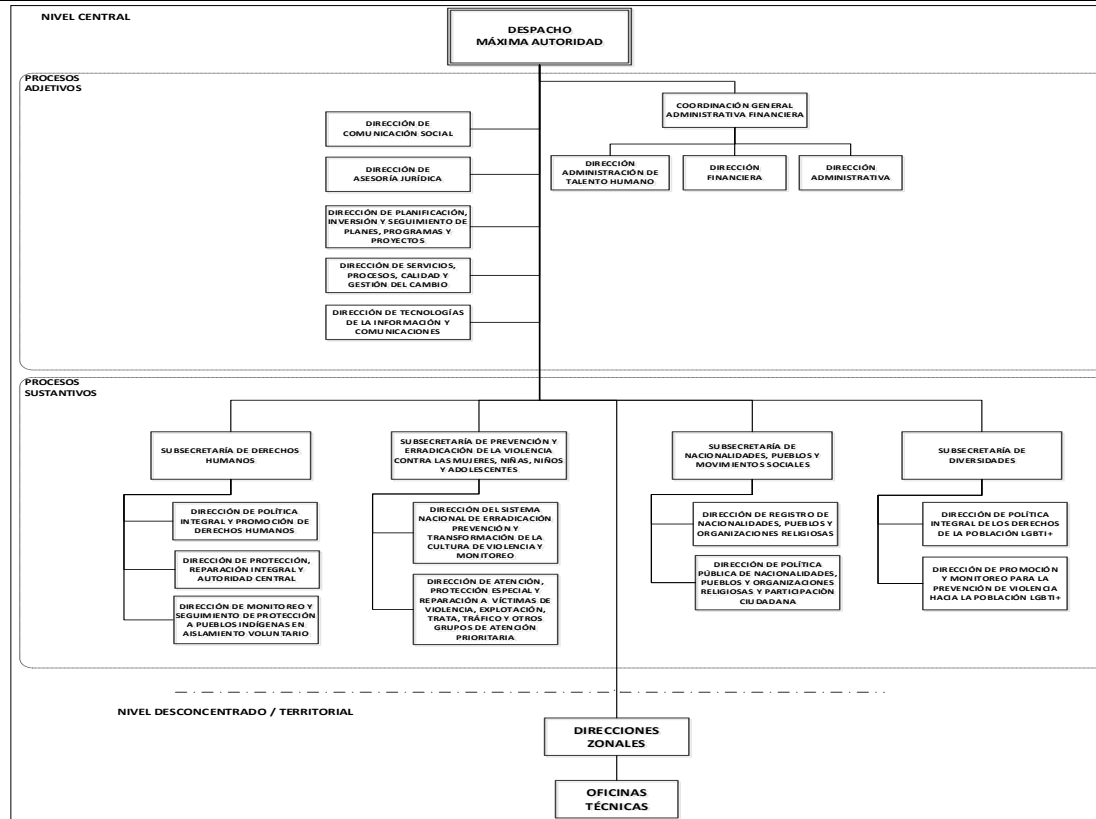 NIVEL CENTRAL
DESPACHO
MÁXIMA AUTORIDAD
PROCESOS
ADJETIVOS
COORDINACIÓN GENERAL
ADMINISTRATIVA FINANCIERA
DIRECCIÓN DE
COMUNICACIÓN SOCIAL
DIRECCIÓN
ADMINISTRACIÓN DE
TALENTO HUMANO
DIRECCIÓN
FINANCIERA
DIRECCIÓN
ADMINISTRATIVA
DIRECCIÓN DE
ASESORÍA JURÍDICA
DIRECCIÓN DE PLANIFICACIÓN,
INVERSIÓN Y SEGUIMIENTO DE
PLANES, PROGRAMAS Y
PROYECTOS
DIRECCIÓN DE SERVICIOS,
PROCESOS, CALIDAD Y
GESTIÓN DEL CAMBIO
DIRECCIÓN DE TECNOLOGÍAS
DE LA INFORMACIÓN Y
COMUNICACIONES
PROCESOS
SUSTANTIVOS
SUBSECRETARÍA DE DERECHOS
HUMANOS
DIRECCIÓN DE POLÍTICA
INTEGRAL Y PROMOCIÓN DE
DERECHOS HUMANOS
DIRECCIÓN DE PROTECCIÓN,
REPARACIÓN INTEGRAL Y
AUTORIDAD CENTRAL
DIRECCIÓN DE MONITOREO Y
SEGUIMIENTO DE PROTECCIÓN
A PUEBLOS INDÍGENAS EN
AISLAMIENTO VOLUNTARIO
SUBSECRETARÍA DE PREVENCIÓN Y
ERRADICACIÓN DE LA VIOLENCIA
CONTRA LAS MUJERES, NIÑAS, NIÑOS
Y ADOLESCENTES
DIRECCIÓN DEL SISTEMA
NACIONAL DE ERRADICACIÓN
PREVENCIÓN Y
TRANSFORMACIÓN DE LA
CULTURA DE VIOLENCIA Y
MONITOREO
DIRECCIÓN DE ATENCIÓN,
PROTECCIÓN ESPECIAL Y
REPARACIÓN A VÍCTIMAS DE
VIOLENCIA, EXPLOTACIÓN,
TRATA, TRÁFICO Y OTROS
GRUPOS DE ATENCIÓN
PRIORITARIA
SUBSECRETARÍA DE
NACIONALIDADES, PUEBLOS Y
MOVIMIENTOS SOCIALES
DIRECCIÓN DE REGISTRO DE
NACIONALIDADES, PUEBLOS Y
ORGANIZACIONES RELIGIOSAS
DIRECCIÓN DE POLÍTICA
PÚBLICA DE NACIONALIDADES,
PUEBLOS Y ORGANIZACIONES
RELIGIOSAS Y PARTICIPACIÓN
CIUDADANA
SUBSECRETARÍA DE
DIVERSIDADES
DIRECCIÓN DE POLÍTICA
INTEGRAL DE LOS DERECHOS
DE LA POBLACIÓN LGBTI+
DIRECCIÓN DE PROMOCIÓN
Y MONITOREO PARA LA
PREVENCIÓN DE VIOLENCIA
HACIA LA POBLACIÓN LGBTI+
NIVEL DESCONCENTRADO / TERRITORIAL
DIRECCIONES
ZONALES
OFICINAS
TÉCNICAS